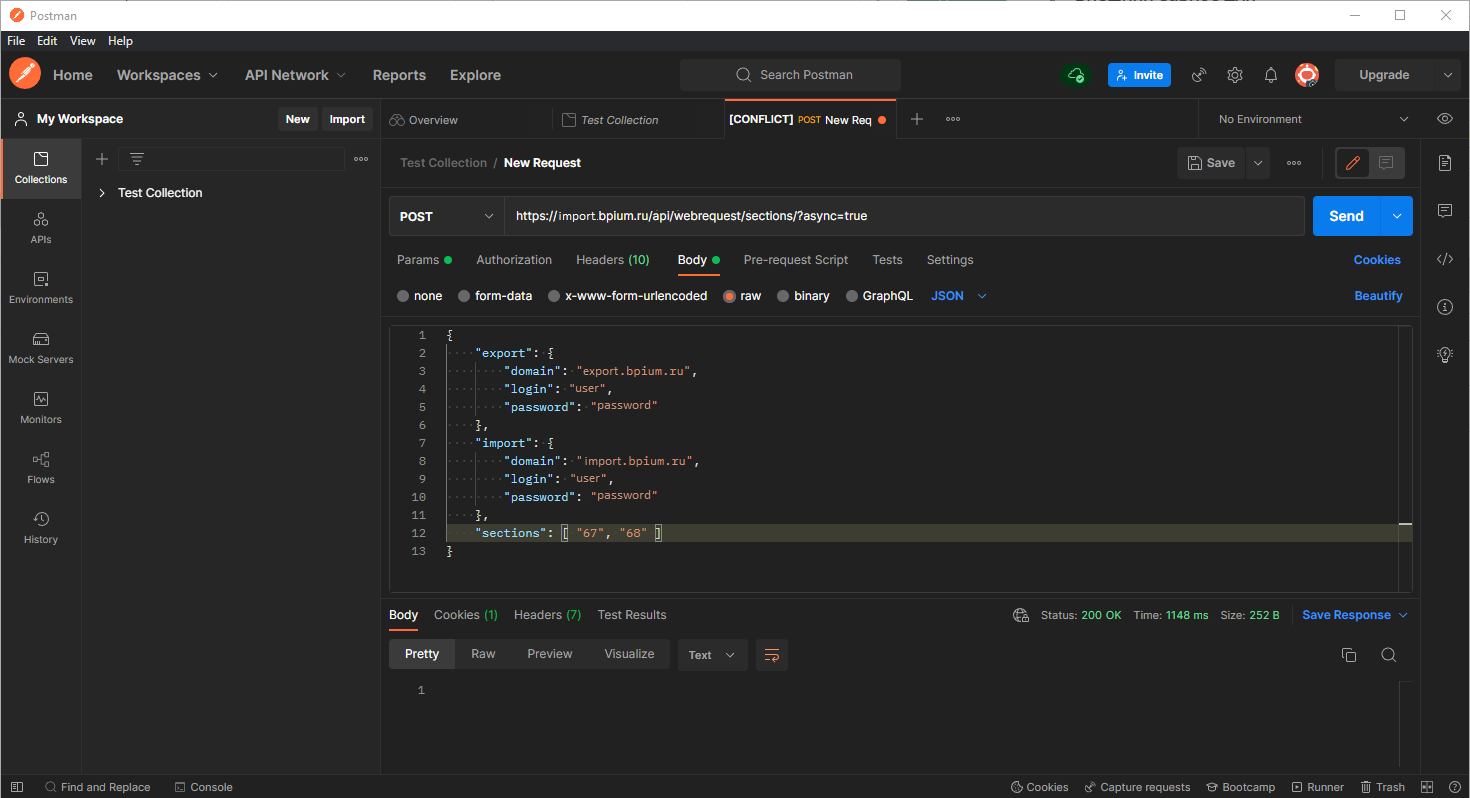 Postman
File Edit View Help
Home Workspaces API Network Reports Explore Search Postman Invite Upgrade
My Workspace New Import Overview Test Collection [CONFLICT] POST New Req No Environment
Collections
APIs
Environments
Mock Servers
Monitors
Flows
History
Test Collection
Test Collection / New Request Save
POST https://import.bpium.ru/api/webrequest/sections/?async=true Send
Params Authorization Headers (10) Body Pre-request Script Tests Settings Cookies
none form-data x-www-form-urlencoded raw binary GraphQL JSON Beautify
1 {
2 "export": {
3 "domain": "export.bpium.ru",
4 "login": "user",
5 "password": "password"
6 },
7 "import": {
8 "domain": "import.bpium.ru",
9 "login": "user",
10 "password": "password"
11 },
12 "sections": [ "67", "68" ]
13 }
Body Cookies (1) Headers (7) Test Results Status: 200 OK Time: 1148 ms Size: 252 B Save Response
Pretty Raw Preview Visualize Text
1
Find and Replace Console Cookies Capture requests Bootcamp Runner Trash